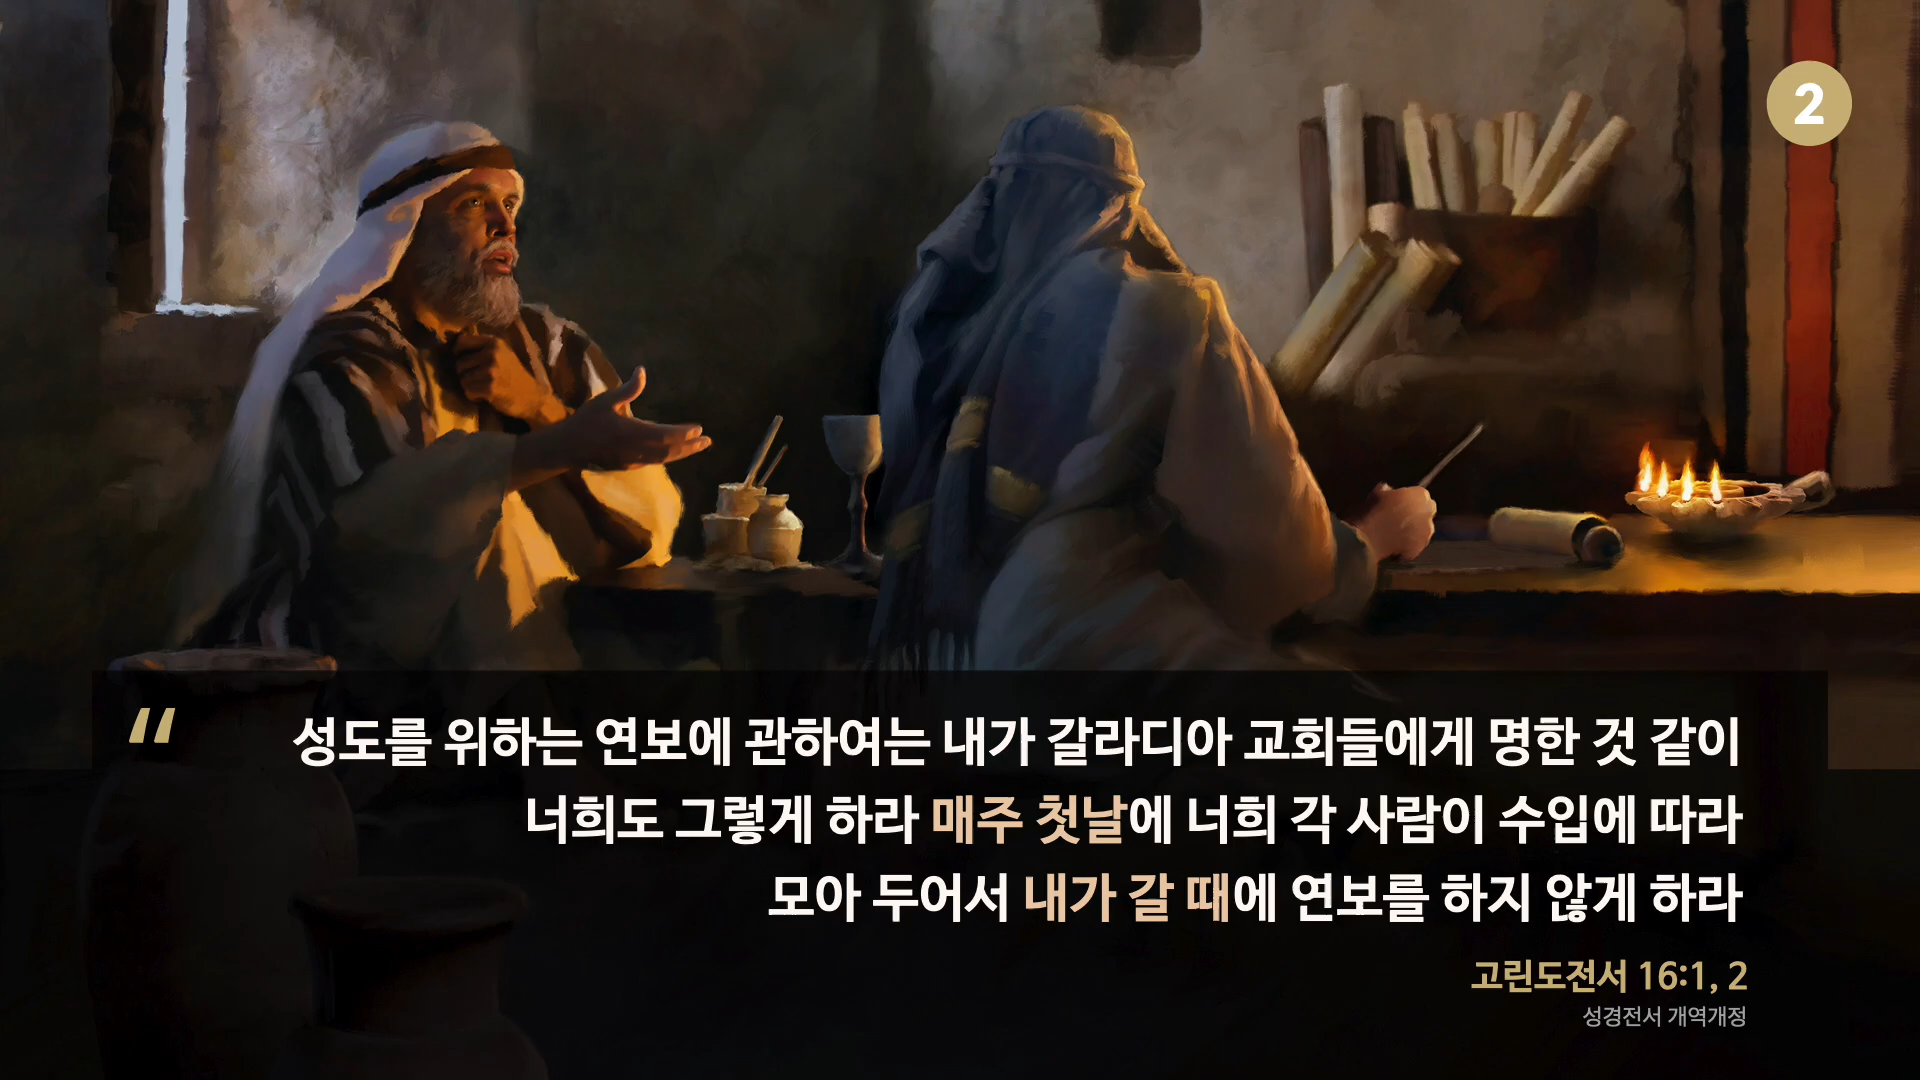 2
“
성도를 위하는 연보에 관하여는 내가 갈라디아 교회들에게 명한 것 같이
너희도 그렇게 하라 매주 첫날에 너희 각 사람이 수입에 따라
모아 두어서 내가 갈 때에 연보를 하지 않게 하라
고린도전서 16:1, 2
성경전서 개역개정